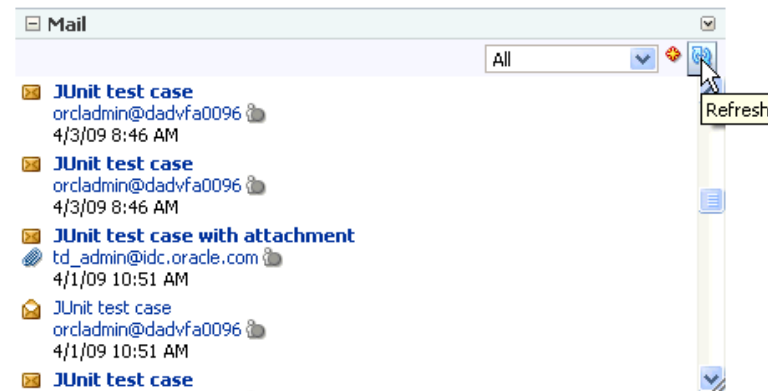 Mail
All
Refresh
JUnit test case
orcladmin@dadvfa0096
4/3/09 8:46 AM
JUnit test case
orcladmin@dadvfa0096
4/3/09 8:46 AM
JUnit test case with attachment
td_admin@idc.oracle.com
4/1/09 10:51 AM
JUnit test case
orcladmin@dadvfa0096
4/1/09 10:51 AM
JUnit test case